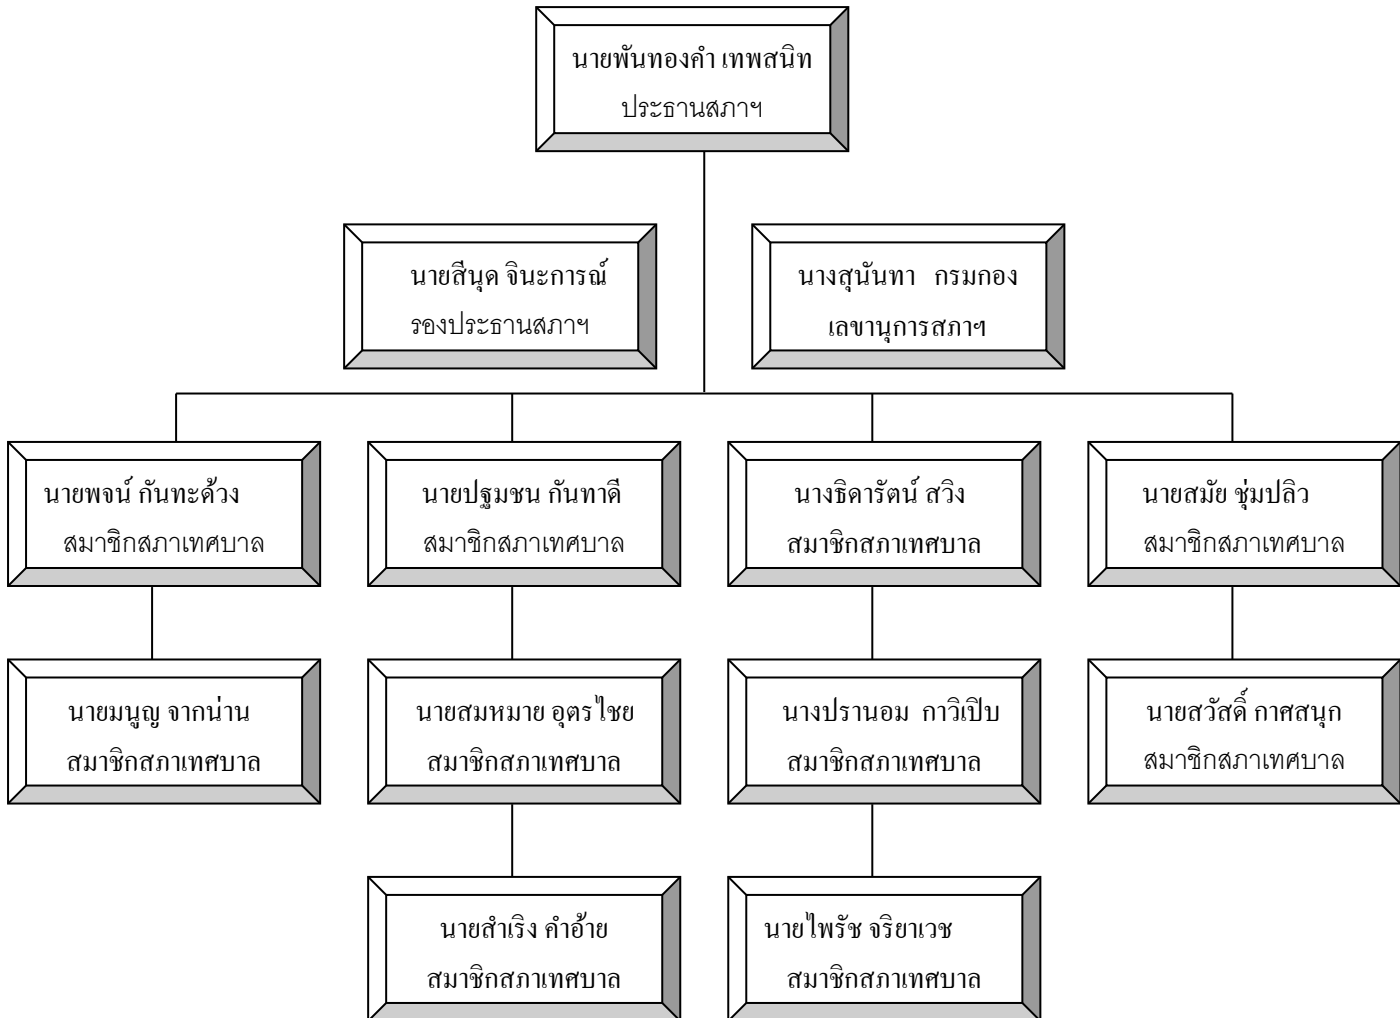 นายพันทองคำ เทพสนิท
ประธานสภาฯ
นายสีนุด จินะการณ์
รองประธานสภาฯ
นางสุนันทา กรมกอง
เลขานุการสภาฯ
นายพจน์ กันทะด้วง
สมาชิกสภาเทศบาล
นายปฐมชน กันทาดี
สมาชิกสภาเทศบาล
นางธิดารัตน์ สวิง
สมาชิกสภาเทศบาล
นายสมัย ชุ่มปลิว
สมาชิกสภาเทศบาล
นายมนูญ จากน่าน
สมาชิกสภาเทศบาล
นายสมหมาย อุตรไชย
สมาชิกสภาเทศบาล
นางปรานอม กาวิเปิบ
สมาชิกสภาเทศบาล
นายสวัสดิ์ กาศสนุก
สมาชิกสภาเทศบาล
นายสำเริง คำอ้าย
สมาชิกสภาเทศบาล
นายไพรัช จริยาเวช
สมาชิกสภาเทศบาล